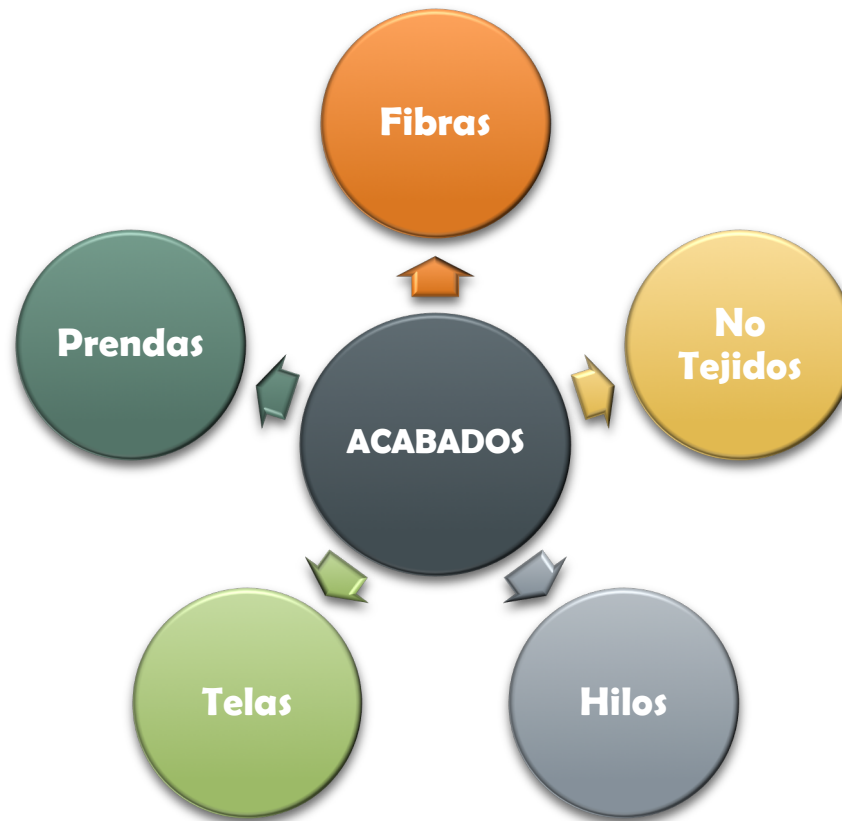 Fibras
Prendas
No
Tejidos
ACABADOS
Telas
Hilos